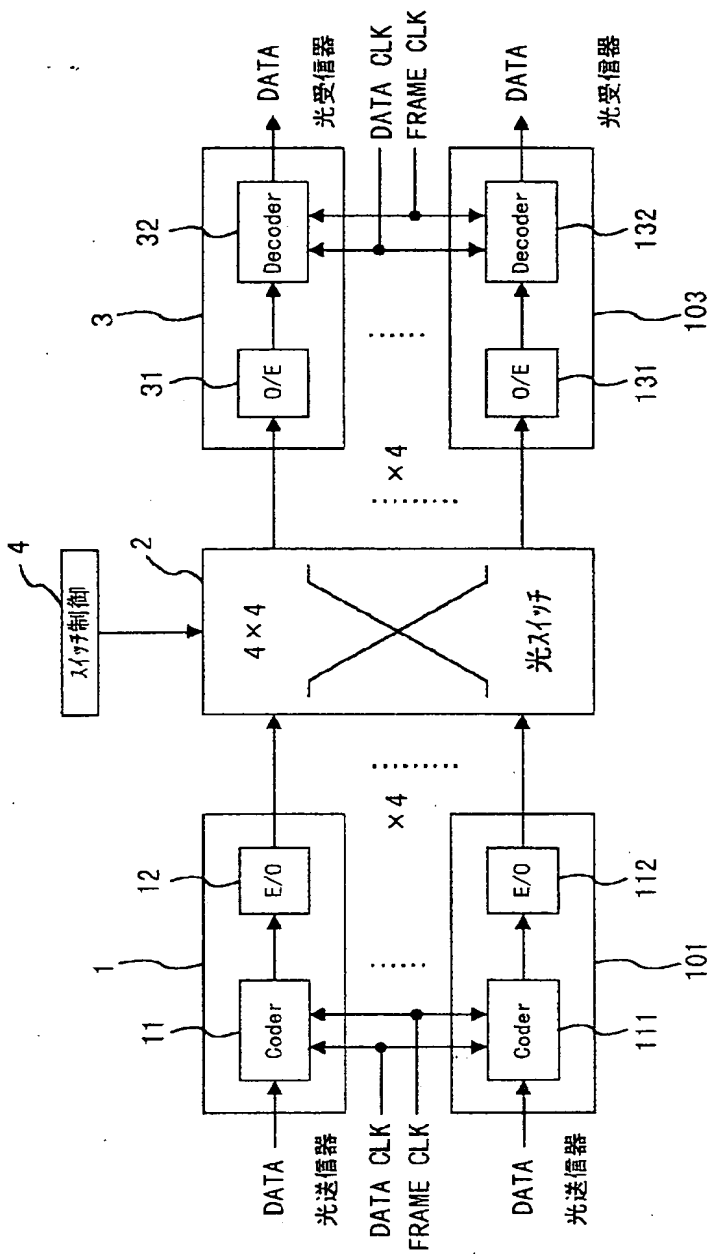 4
スイッチ制御
1
11
12
DATA
Coder
E/O
光送信器
DATA CLK
FRAME CLK
×4
DATA
Coder
E/O
光送信器
111
112
101
2
4×4
光スイッチ
3
31
32
O/E
Decoder
DATA
光受信器
×4
DATA CLK
FRAME CLK
O/E
Decoder
DATA
光受信器
131
132
103